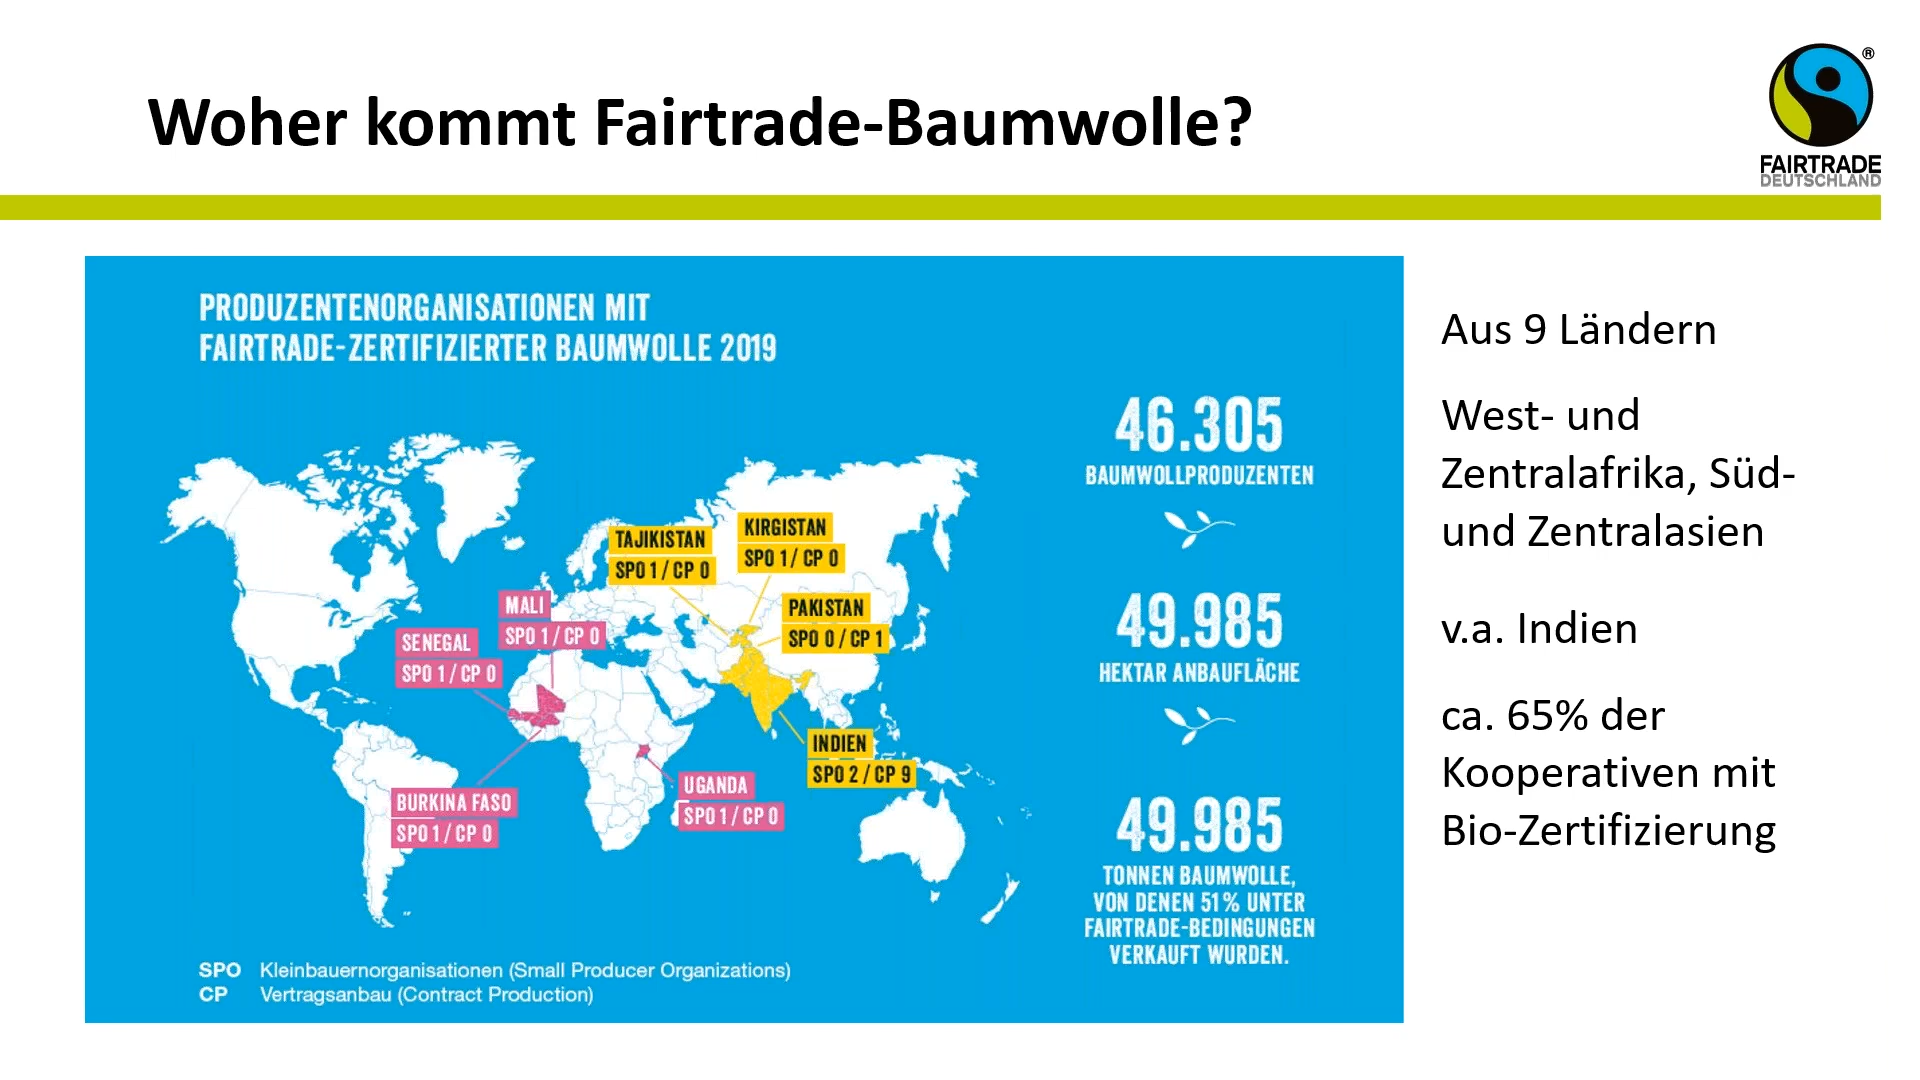 Woher kommt Fairtrade-Baumwolle?
®
FAIRTRADE
DEUTSCHLAND
PRODUZENTENORGANISATIONEN MIT
FAIRTRADE-ZERTIFIZIERTER BAUMWOLLE 2019
46.305
BAUMWOLLPRODUZENTEN
49.985
HEKTAR ANBAUFLÄCHE
49.985
TONNEN BAUMWOLLE,
VON DENEN 51% UNTER
FAIRTRADE-BEDINGUNGEN
VERKAUFT WURDEN.
TAJIKISTAN
SPO 1 / CP 0
KIRGISTAN
SPO 1 / CP 0
PAKISTAN
SPO 0 / CP 1
MALI
SPO 1 / CP 0
SENEGAL
SPO 1 / CP 0
INDIEN
SPO 2 / CP 9
UGANDA
SPO 1 / CP 0
BURKINA FASO
SPO 1 / CP 0
SPO Kleinbauernorganisationen (Small Producer Organizations)
CP Vertragsanbau (Contract Production)
Aus 9 Ländern
West- und
Zentralafrika, Süd-
und Zentralasien
v.a. Indien
ca. 65% der
Kooperativen mit
Bio-Zertifizierung